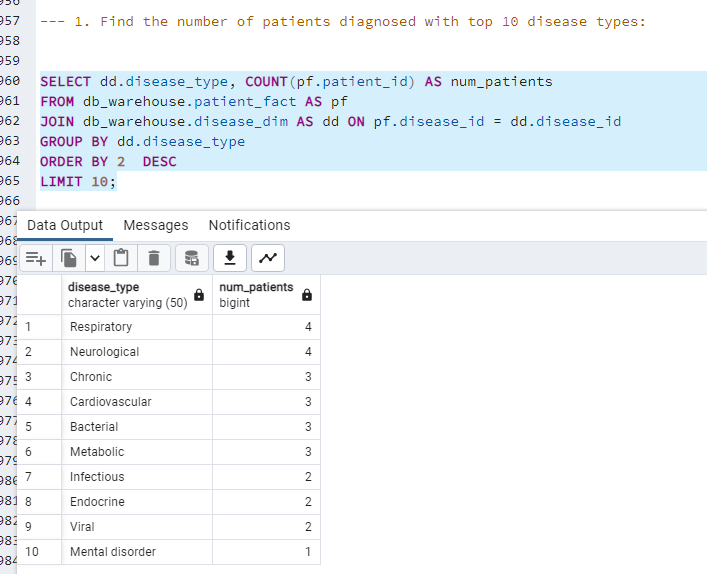 956
957 --- 1. Find the number of patients diagnosed with top 10 disease types:
958
959
960 SELECT dd.disease_type, COUNT(pf.patient_id) AS num_patients
961 FROM db_warehouse.patient_fact AS pf
962 JOIN db_warehouse.disease_dim AS dd ON pf.disease_id = dd.disease_id
963 GROUP BY dd.disease_type
964 ORDER BY 2  DESC
965 LIMIT 10;
966
Data Output Messages Notifications
disease_type num_patients
character varying (50) bigint
1 Respiratory 4
2 Neurological 4
3 Chronic 3
4 Cardiovascular 3
5 Bacterial 3
6 Metabolic 3
7 Infectious 2
8 Endocrine 2
9 Viral 2
10 Mental disorder 1